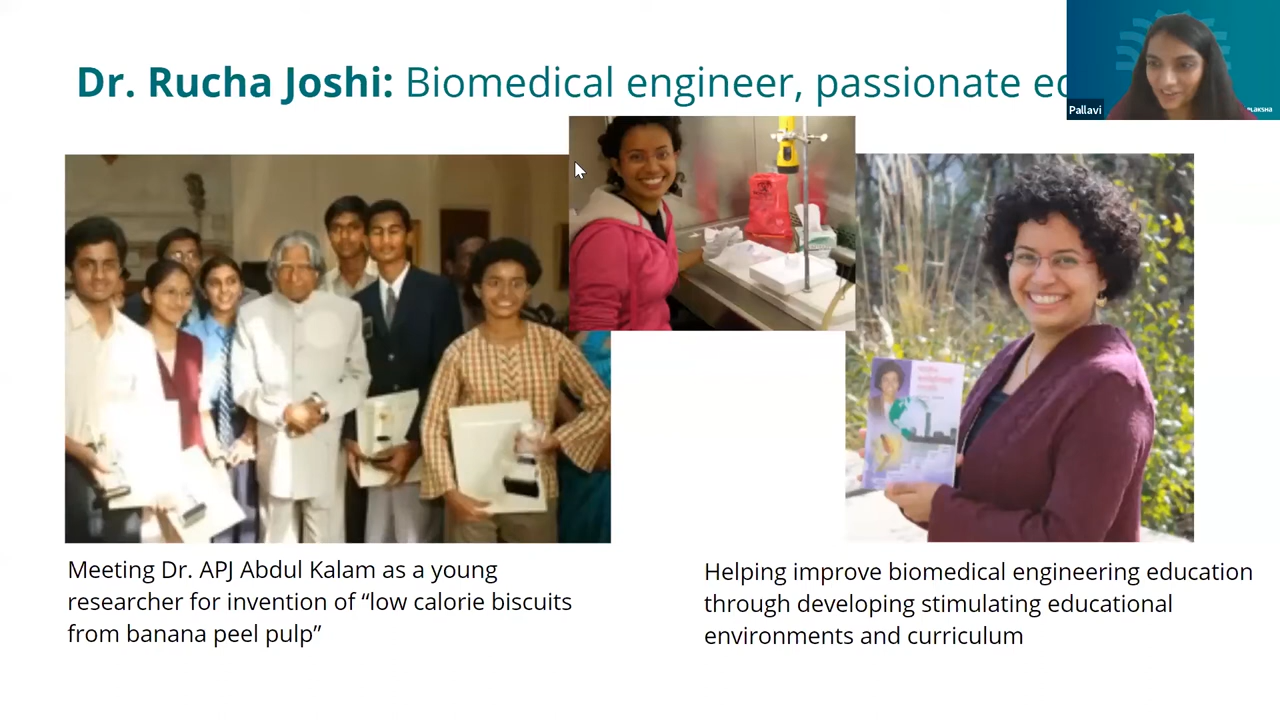 Dr. Rucha Joshi: Biomedical engineer, passionate
Pallavi
PLAKSHA
Meeting Dr. APJ Abdul Kalam as a young
researcher for invention of “low calorie biscuits
from banana peel pulp”
Helping improve biomedical engineering education
through developing stimulating educational
environments and curriculum